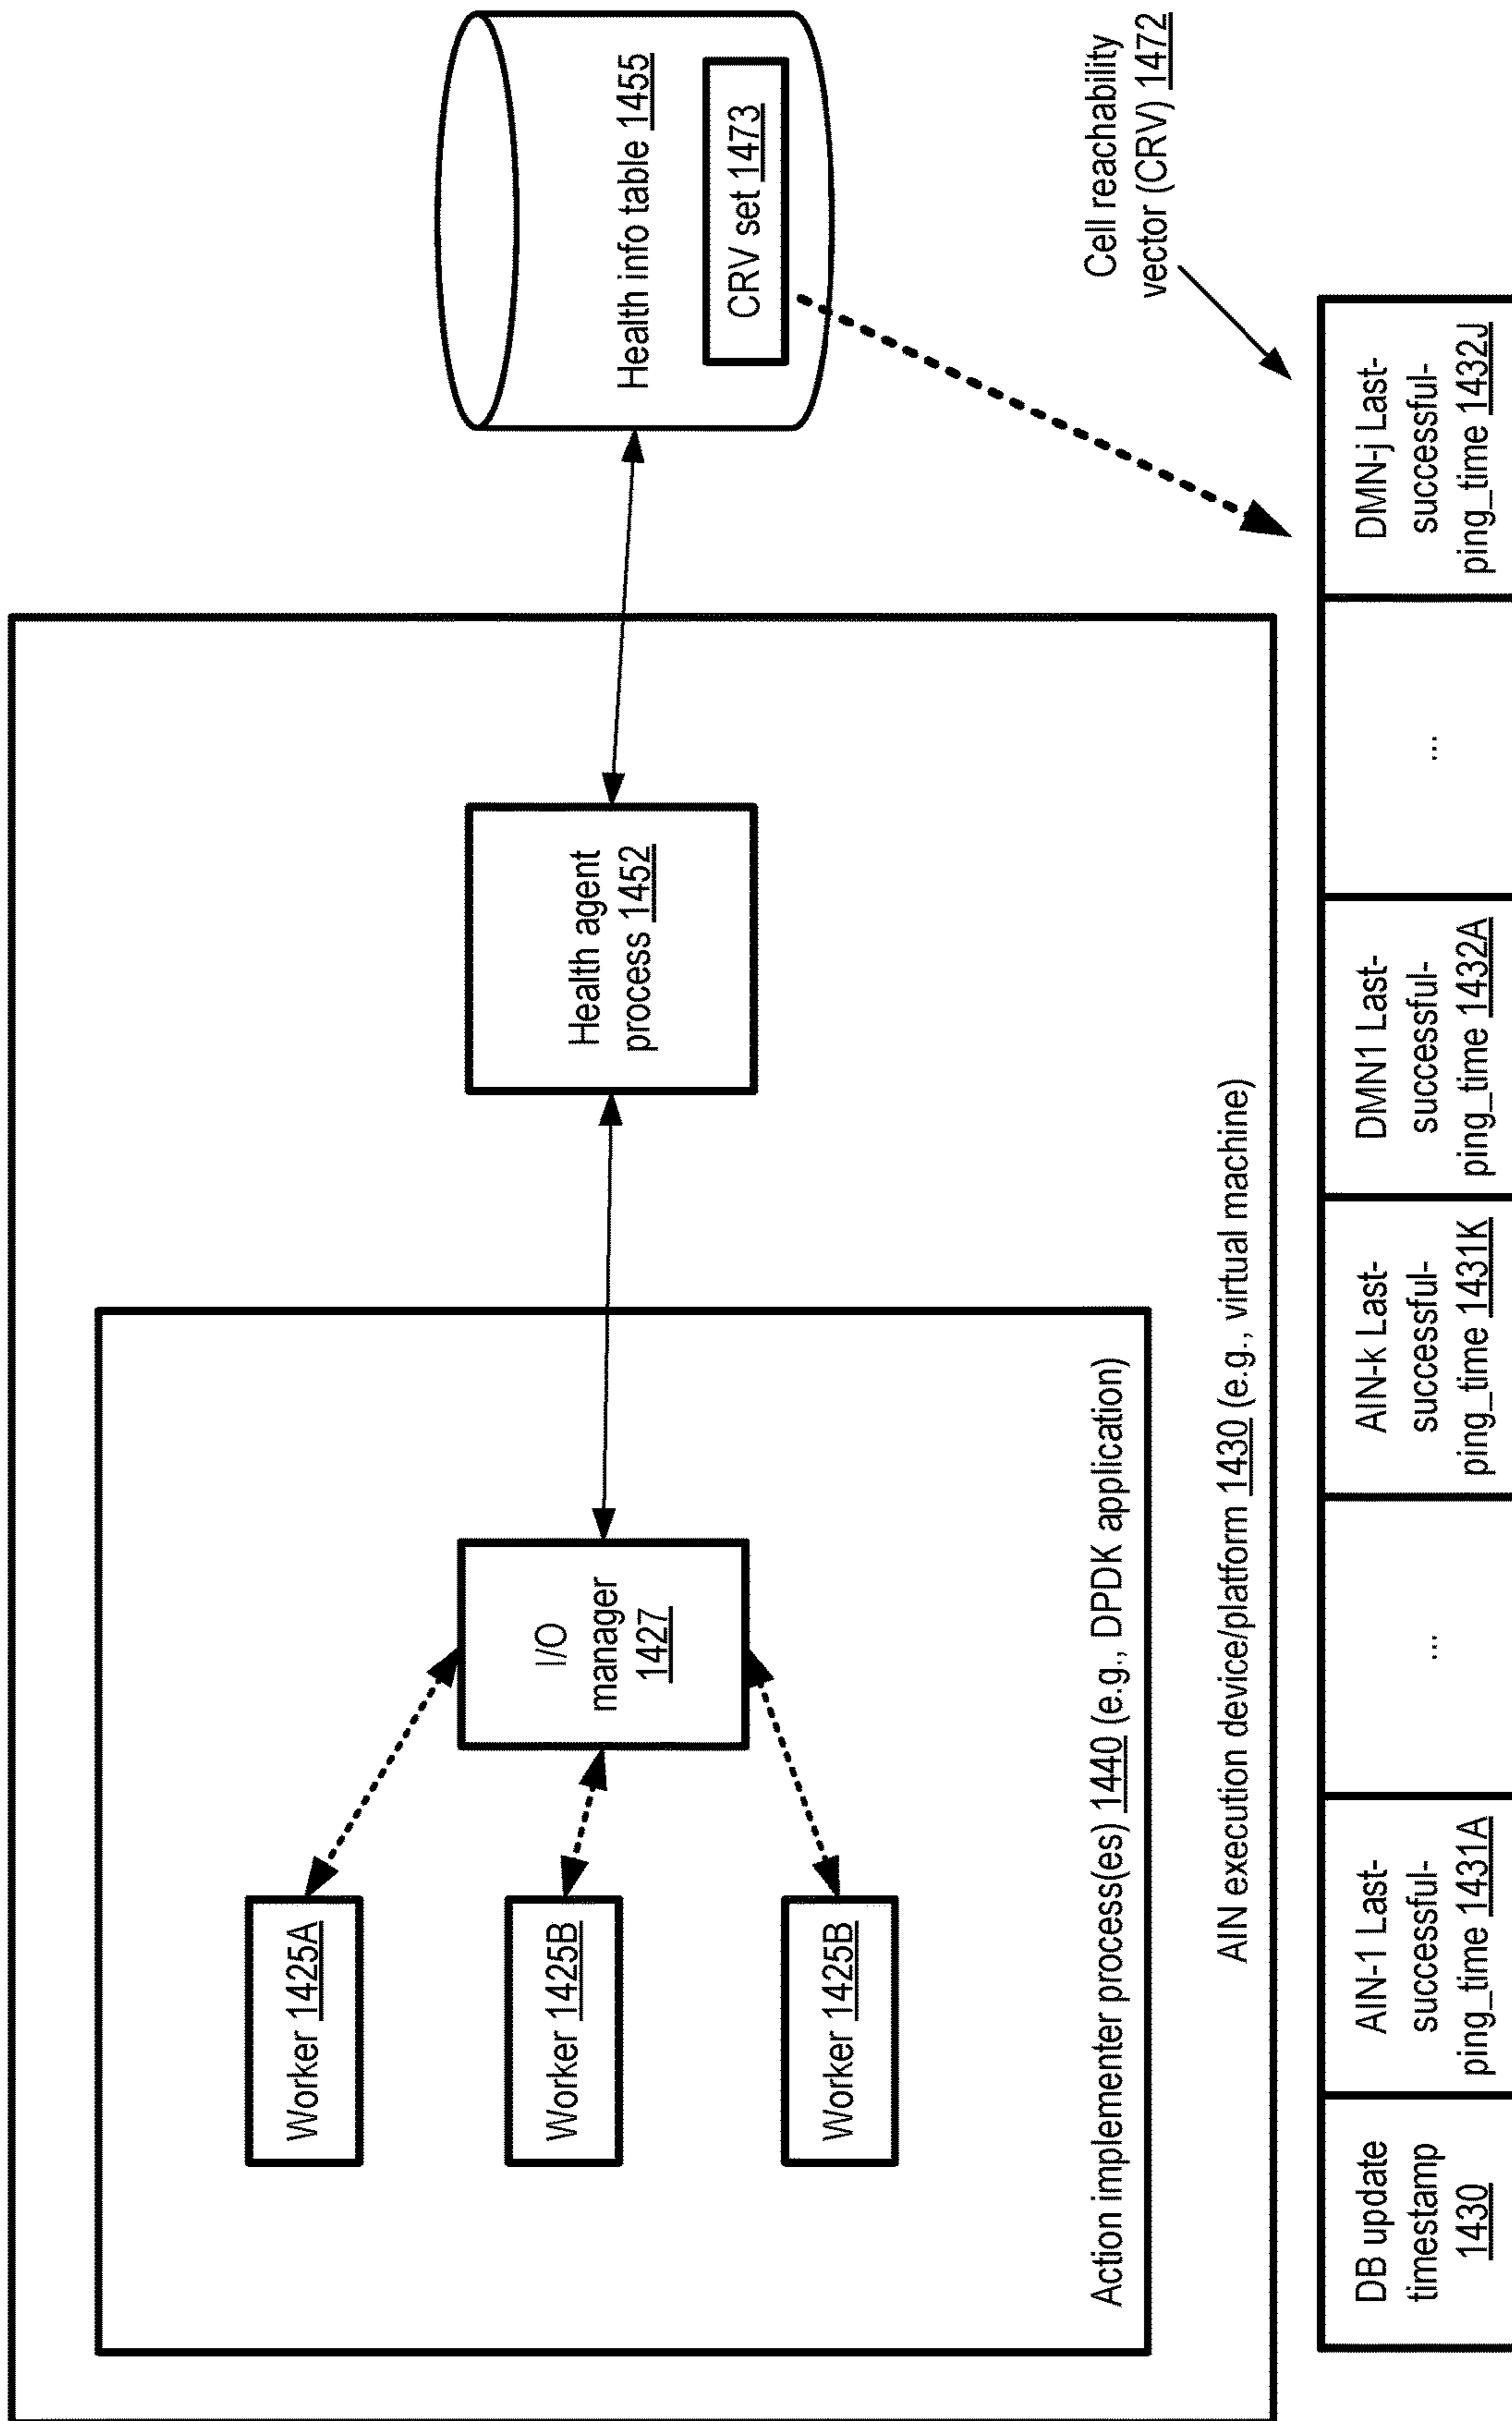 Worker 1425A
Worker 1425B
Worker 1425B
I/O
manager
1427
Action implementer process(es) 1440 (e.g., DPDK application)
Health agent
process 1452
AIN execution device/platform 1430 (e.g., virtual machine)
Health info table 1455
CRV set 1473
Cell reachability
vector (CRV) 1472
DB update
timestamp
1430
AIN-1 Last-
successful-
ping_time 1431A
...
AIN-k Last-
successful-
ping_time 1431K
DMN1 Last-
successful-
ping_time 1432A
...
DMN-j Last-
successful-
ping_time 1432J